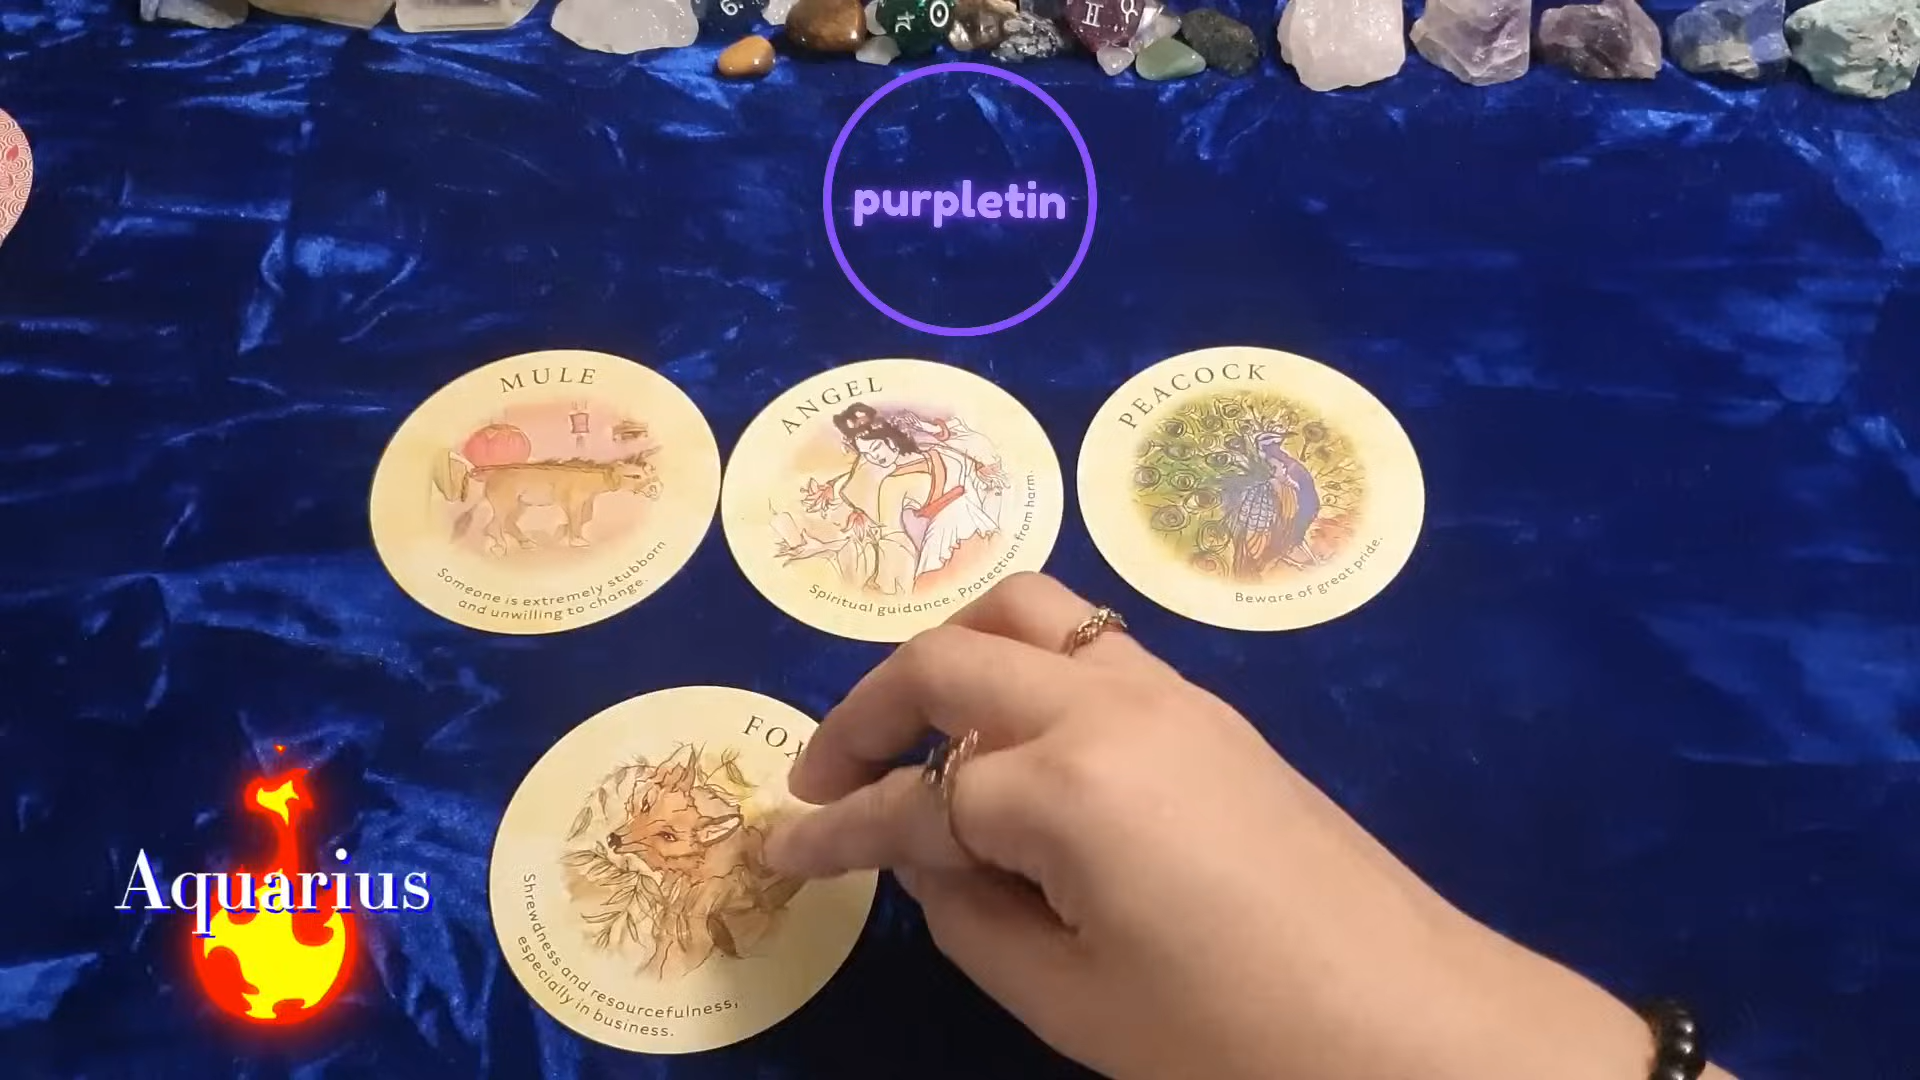 purpletin
MULE
Someone is extremely stubborn
and unwilling to change.
ANGEL
Spiritual guidance. Protection from harm.
PEACOCK
Beware of great pride.
FOX
Shrewdness and resourcefulness,
especially in business.
Aquarius